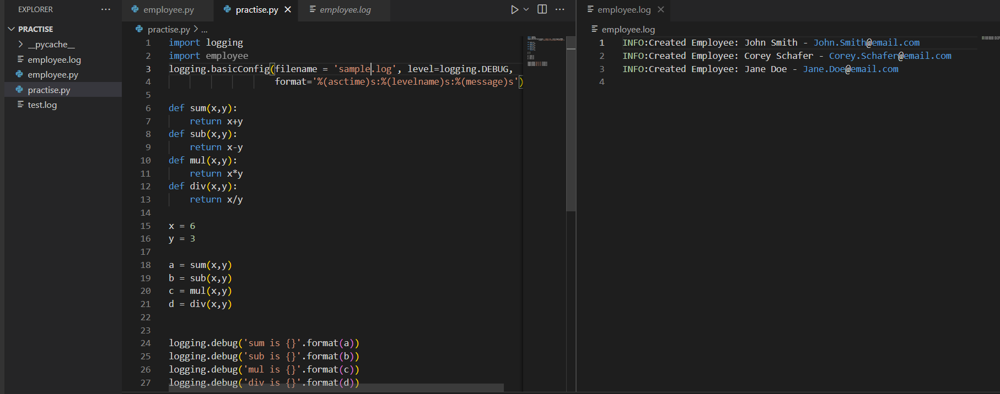 EXPLORER
···
PRACTISE
__pycache__
employee.log
employee.py
practise.py
test.log
employee.py
practise.py
employee.log
···
practise.py > ...
1 import logging
2 import employee
3 logging.basicConfig(filename = 'sample.log', level=logging.DEBUG,
4 format='%(asctime)s:%(levelname)s:%(message)s')
5
6 def sum(x,y):
7 return x+y
8 def sub(x,y):
9 return x-y
10 def mul(x,y):
11 return x*y
12 def div(x,y):
13 return x/y
14
15 x = 6
16 y = 3
17
18 a = sum(x,y)
19 b = sub(x,y)
20 c = mul(x,y)
21 d = div(x,y)
22
23
24 logging.debug('sum is {}'.format(a))
25 logging.debug('sub is {}'.format(b))
26 logging.debug('mul is {}'.format(c))
27 logging.debug('div is {}'.format(d))
employee.log
employee.log
1 INFO:Created Employee: John Smith - John.Smith@email.com
2 INFO:Created Employee: Corey Schafer - Corey.Schafer@email.com
3 INFO:Created Employee: Jane Doe - Jane.Doe@email.com
4